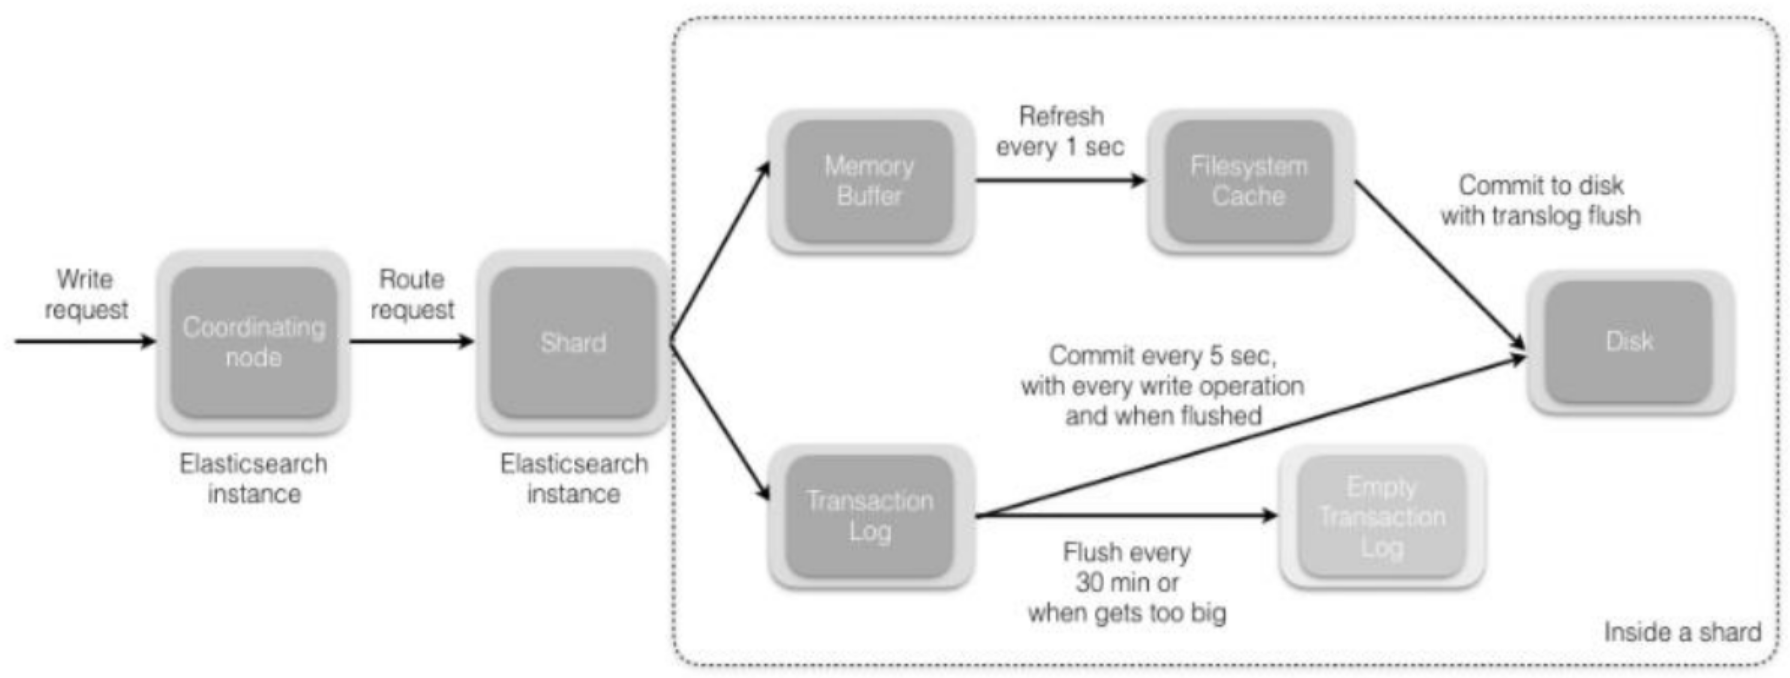 Write
request
Coordinating
node
Elasticsearch
instance
Route
request
Shard
Elasticsearch
instance
Memory
Buffer
Refresh
every 1 sec
Filesystem
Cache
Commit to disk
with translog flush
Disk
Commit every 5 sec,
with every write operation
and when flushed
Transaction
Log
Flush every
30 min or
when gets too big
Empty
Transaction
Log
Inside a shard